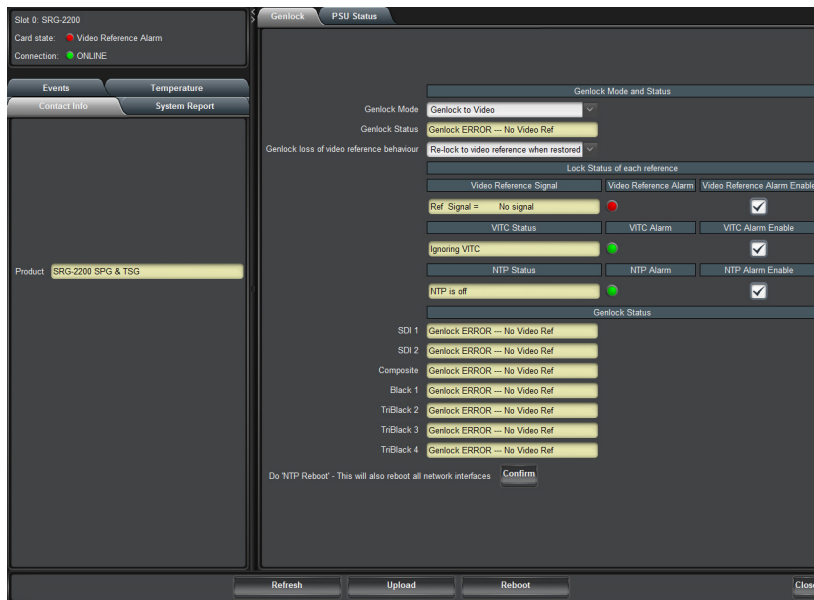 Slot 0: SRG-2200
Card state: Video Reference Alarm
Connection: ONLINE
Events Temperature
Contact Info System Report
Product SRG-2200 SPG & TSG
Genlock PSU Status
Genlock Mode and Status
Genlock Mode Genlock to Video
Genlock Status Genlock ERROR --- No Video Ref
Genlock loss of video reference behaviour Re-lock to video reference when restored
Lock Status of each reference
Video Reference Signal Video Reference Alarm Video Reference Alarm Enable
Ref Signal = No signal
VITC Status VITC Alarm VITC Alarm Enable
Ignoring VITC
NTP Status NTP Alarm NTP Alarm Enable
NTP is off
Genlock Status
SDI 1 Genlock ERROR --- No Video Ref
SDI 2 Genlock ERROR --- No Video Ref
Composite Genlock ERROR --- No Video Ref
Black 1 Genlock ERROR --- No Video Ref
TriBlack 2 Genlock ERROR --- No Video Ref
TriBlack 3 Genlock ERROR --- No Video Ref
TriBlack 4 Genlock ERROR --- No Video Ref
Do 'NTP Reboot' - This will also reboot all network interfaces Confirm
Refresh Upload Reboot Close